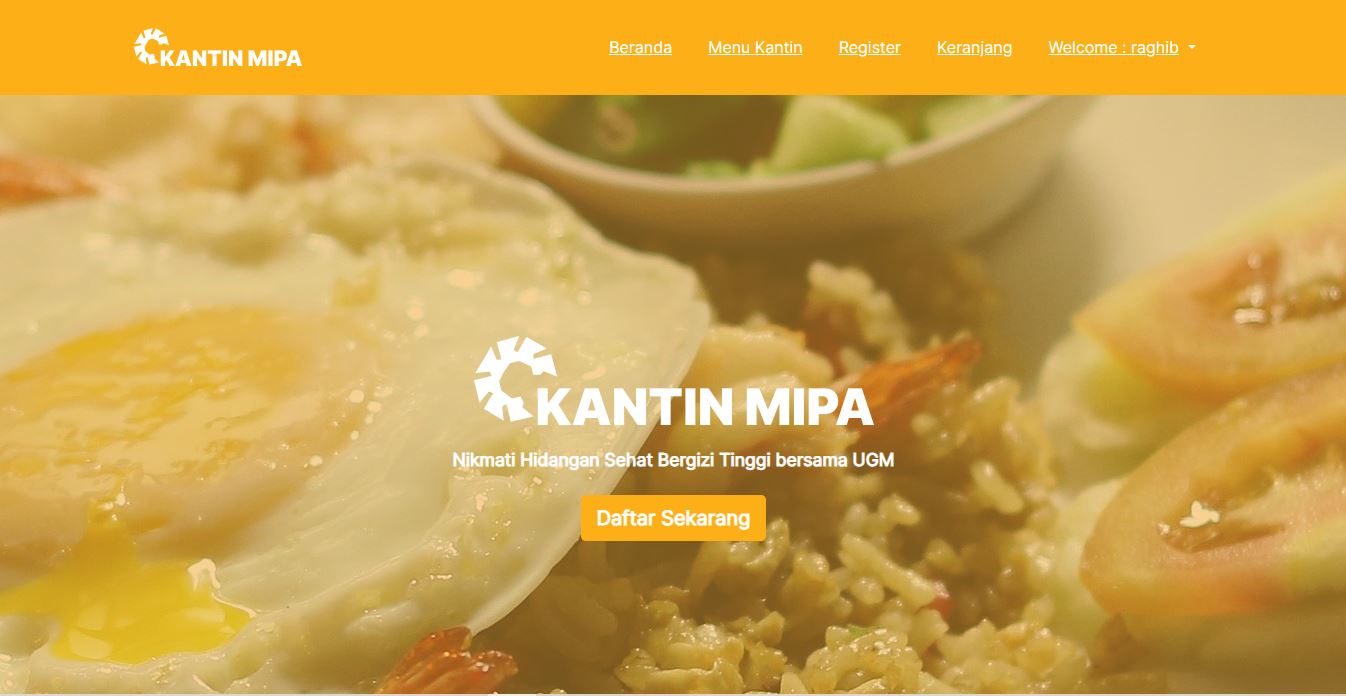 KANTIN MIPA
Beranda Menu Kantin Register Keranjang Welcome : raghib
KANTIN MIPA
Nikmati Hidangan Sehat Bergizi Tinggi bersama UGM
Daftar Sekarang